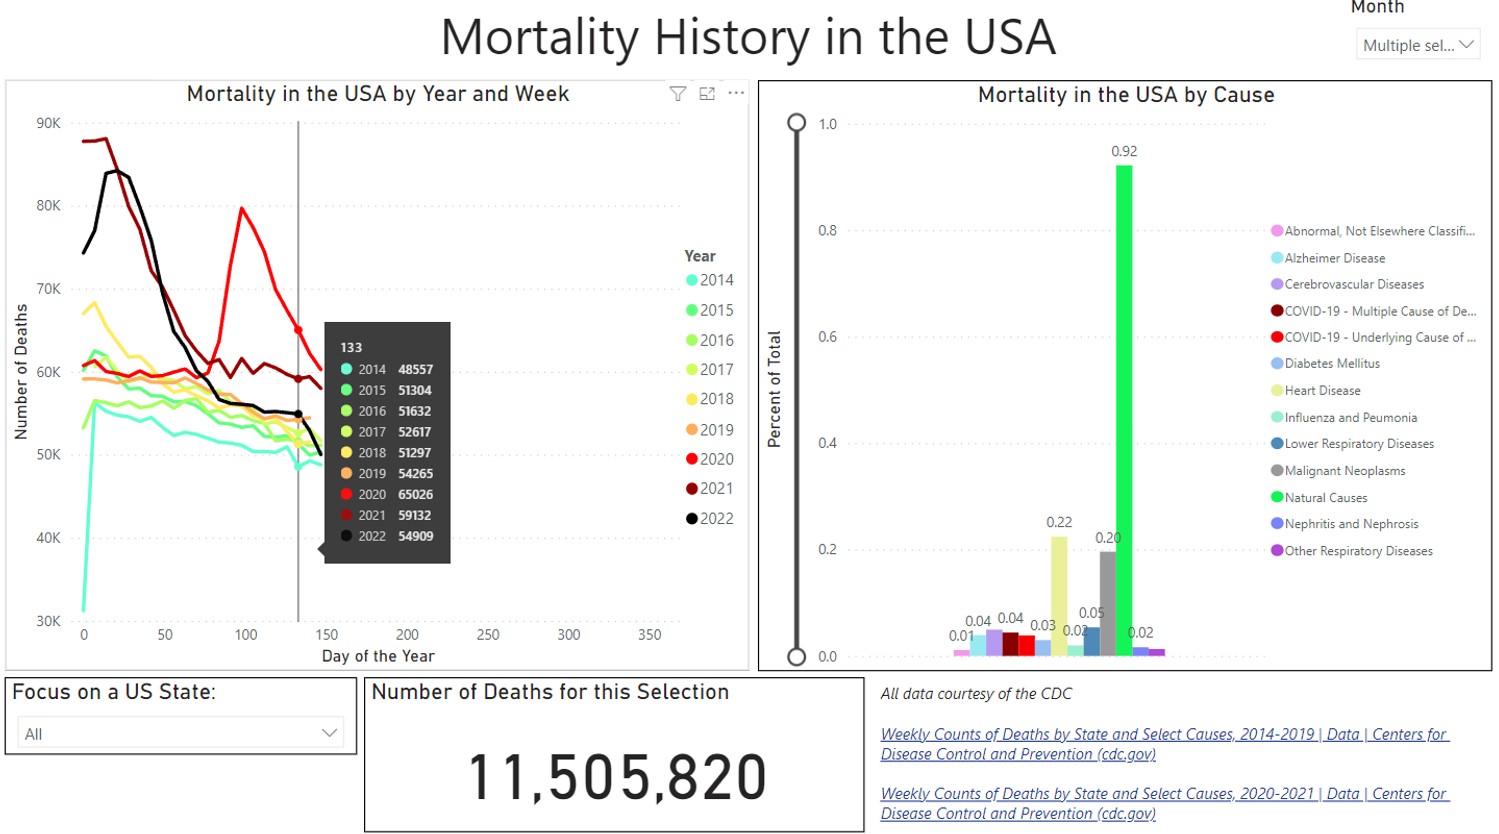 Mortality History in the USA
Month
Multiple sel...
Mortality in the USA by Year and Week
90K
80K
70K
60K
50K
40K
30K
Number of Deaths
0 50 100 150 200 250 300 350
Day of the Year
133
2014 48557
2015 51304
2016 51632
2017 52617
2018 51297
2019 54265
2020 65026
2021 59132
2022 54909
Year
2014
2015
2016
2017
2018
2019
2020
2021
2022
Mortality in the USA by Cause
1.0
0.8
0.6
0.4
0.2
0.0
Percent of Total
0.01
0.04
0.04
0.03
0.22
0.02
0.05
0.20
0.92
0.02
Abnormal, Not Elsewhere Classifi...
Alzheimer Disease
Cerebrovascular Diseases
COVID-19 - Multiple Cause of De...
COVID-19 - Underlying Cause of ...
Diabetes Mellitus
Heart Disease
Influenza and Peumonia
Lower Respiratory Diseases
Malignant Neoplasms
Natural Causes
Nephritis and Nephrosis
Other Respiratory Diseases
Focus on a US State:
All
Number of Deaths for this Selection
11,505,820
All data courtesy of the CDC
Weekly Counts of Deaths by State and Select Causes, 2014-2019 | Data | Centers for
Disease Control and Prevention (cdc.gov)
Weekly Counts of Deaths by State and Select Causes, 2020-2021 | Data | Centers for
Disease Control and Prevention (cdc.gov)